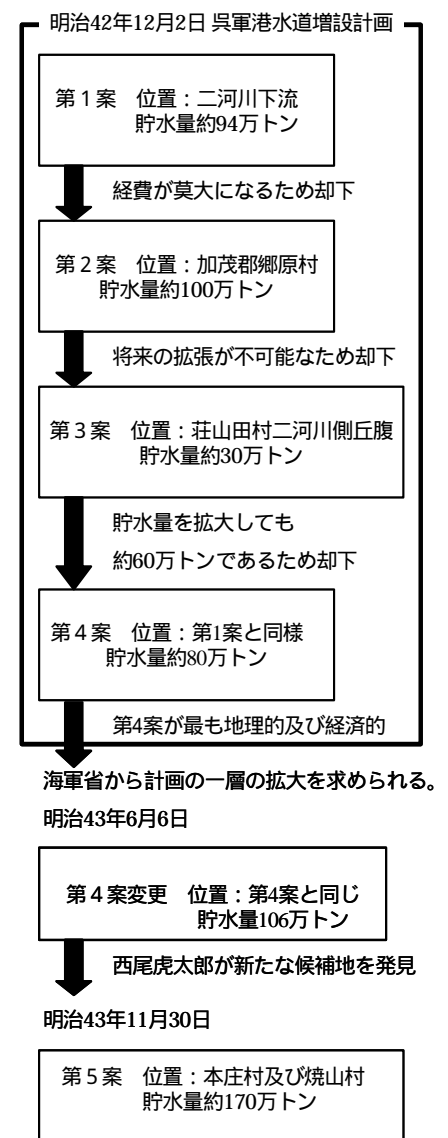 明治42年12月2日 呉軍港水道増設計画
第1案　位置：二河川下流
貯水量約94万トン
経費が莫大になるため却下
第2案　位置：加茂郡郷原村
貯水量約100万トン
将来の拡張が不可能なため却下
第3案　位置：荘山田村二河川側丘腹
貯水量約30万トン
貯水量を拡大しても
約60万トンであるため却下
第4案　位置：第1案と同様
貯水量約80万トン
第4案が最も地理的及び経済的
海軍省から計画の一層の拡大を求められる。
明治43年6月6日
第4案変更　位置：第4案と同じ
貯水量106万トン
西尾虎太郎が新たな候補地を発見
明治43年11月30日
第5案　位置：本庄村及び焼山村
貯水量約170万トン